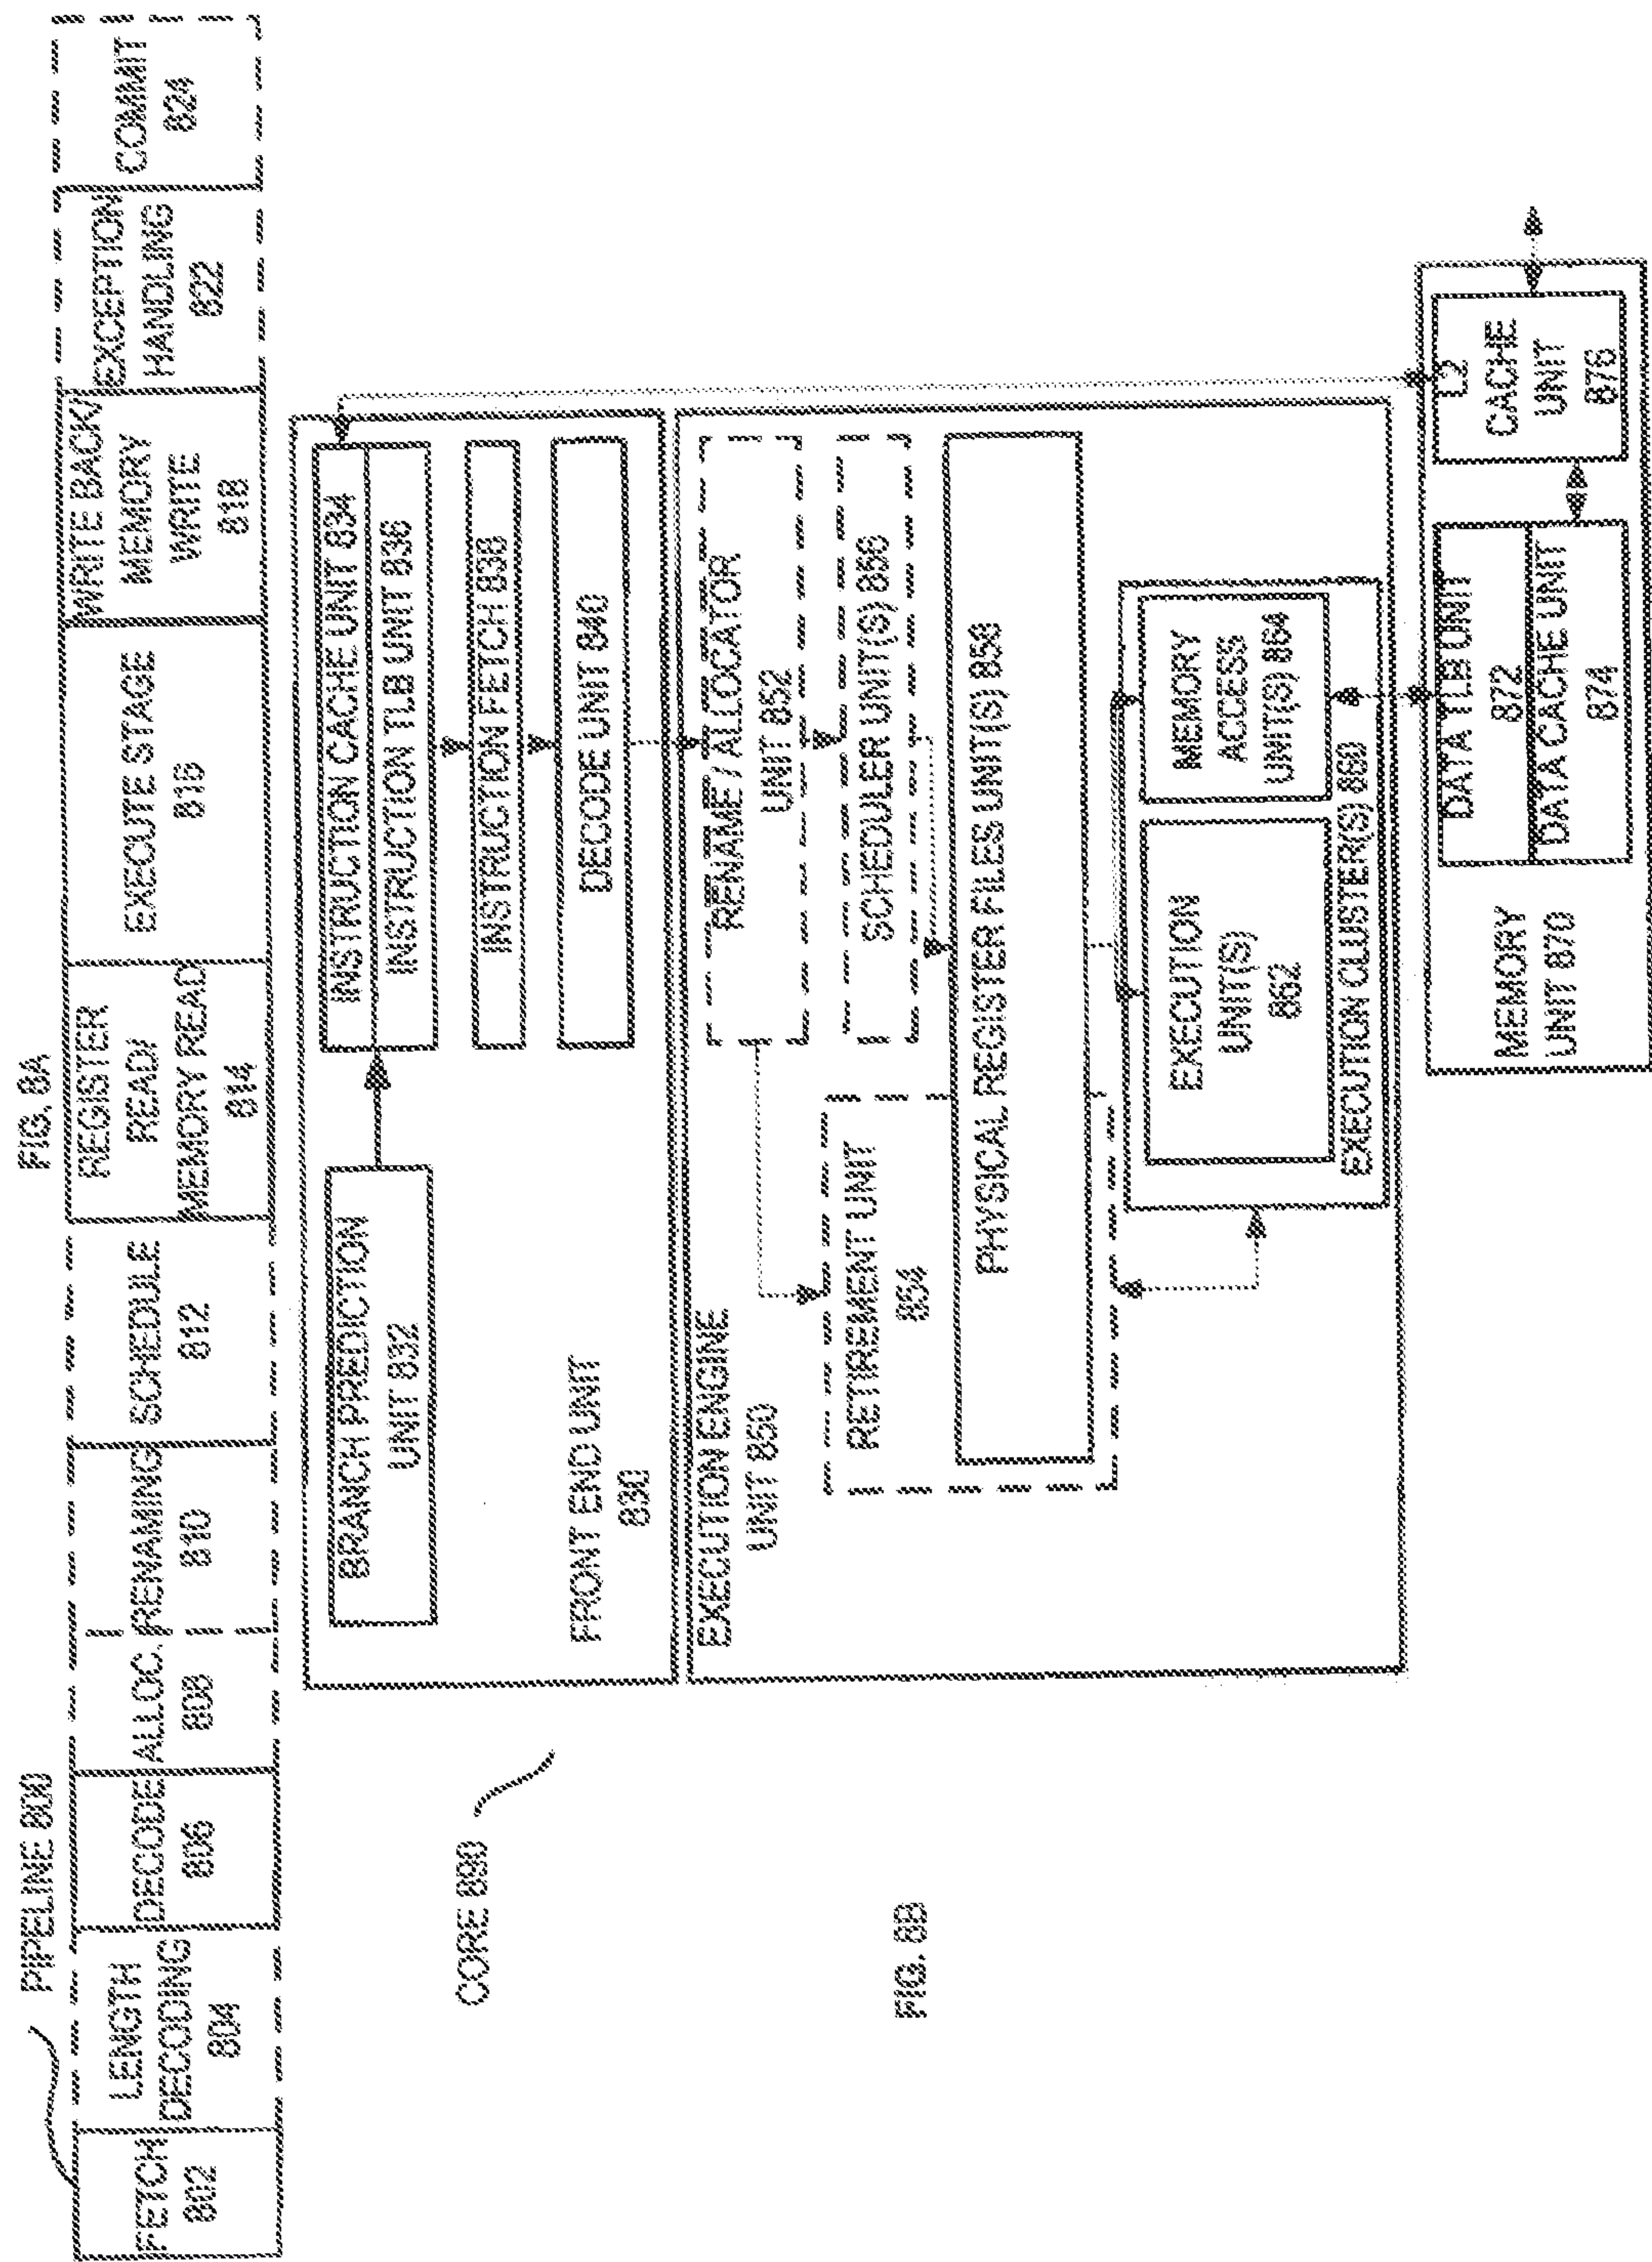 FIG. 8A
PIPELINE 800
FETCH
802
LENGTH
DECODING
804
DECODE
806
ALLOC.
808
RENAMING
810
SCHEDULE
812
REGISTER
READ/
MEMORY READ
814
EXECUTE STAGE
816
WRITE BACK/
MEMORY
WRITE
818
EXCEPTION
HANDLING
822
COMMIT
824
CORE 890
FIG. 8B
BRANCH PREDICTION
UNIT 832
INSTRUCTION CACHE UNIT 834
INSTRUCTION TLB UNIT 836
INSTRUCTION FETCH 838
DECODE UNIT 840
FRONT END UNIT
830
EXECUTION ENGINE
UNIT 850
RENAME / ALLOCATOR
UNIT 852
SCHEDULER UNIT(S) 856
RETIREMENT UNIT
854
PHYSICAL REGISTER FILES UNIT(S) 858
EXECUTION
UNIT(S)
862
MEMORY
ACCESS
UNIT(S) 864
EXECUTION CLUSTER(S) 860
MEMORY
UNIT 870
DATA TLB UNIT
872
DATA CACHE UNIT
874
L2
CACHE
UNIT
876